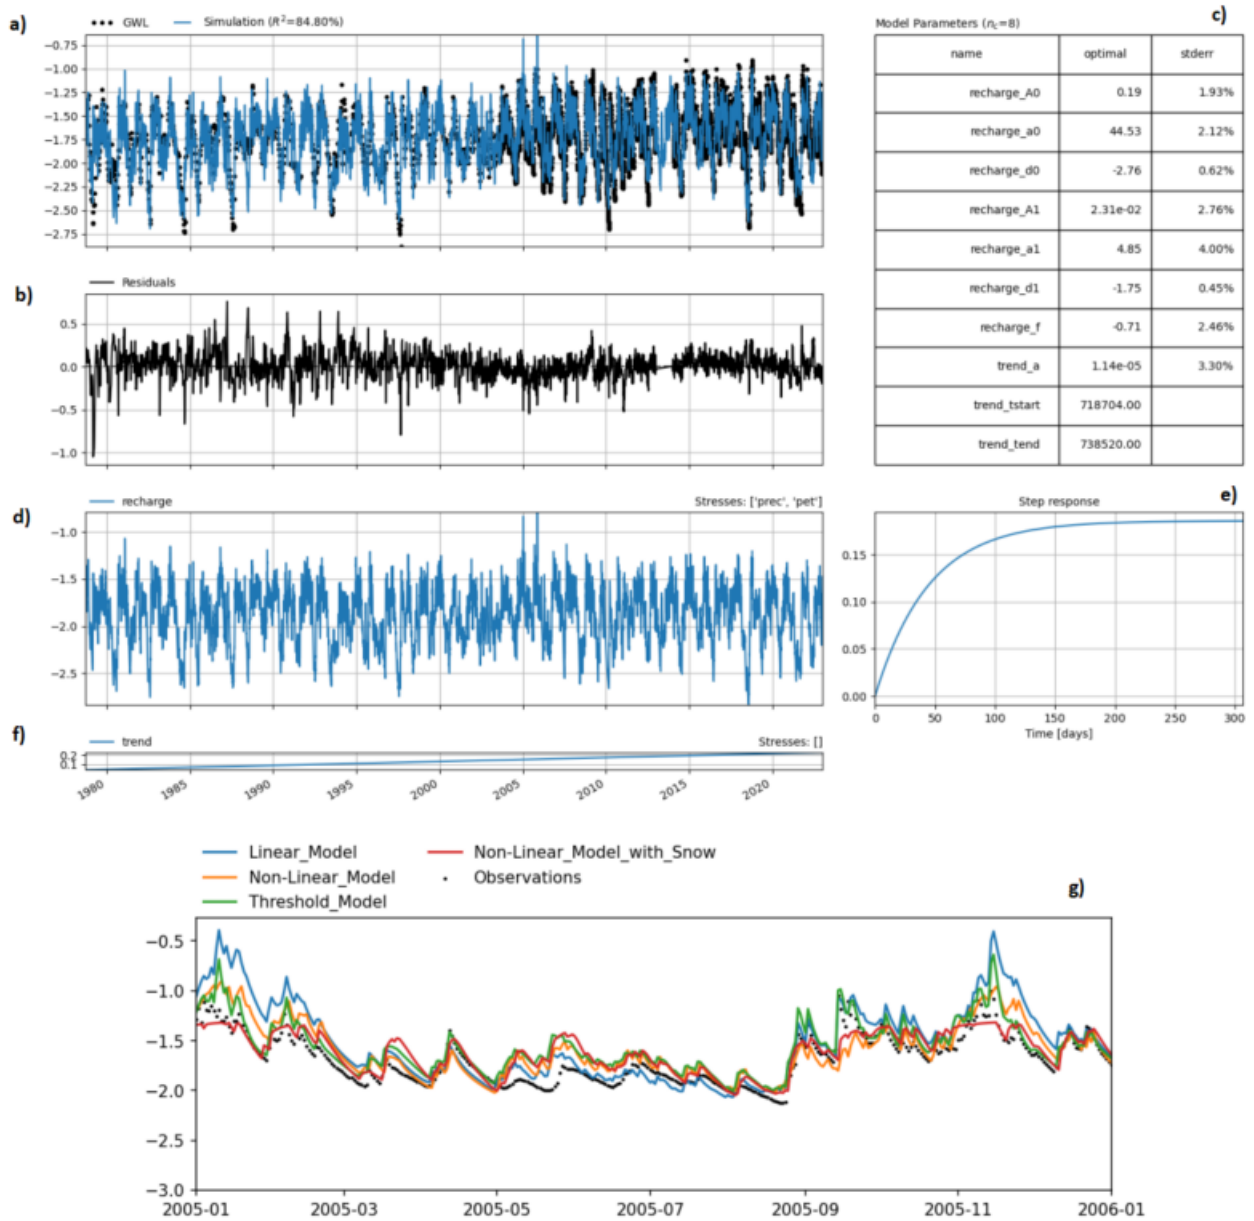 a)
GWL Simulation (R²=84.80%)
−0.75
−1.00
−1.25
−1.50
−1.75
−2.00
−2.25
−2.50
−2.75
b)
Residuals
0.5
0.0
−0.5
−1.0
c)
Model Parameters (n_c=8)
name optimal stderr
recharge_A0 0.19 1.93%
recharge_a0 44.53 2.12%
recharge_d0 -2.76 0.62%
recharge_A1 2.31e-02 2.76%
recharge_a1 4.85 4.00%
recharge_d1 -1.75 0.45%
recharge_f -0.71 2.46%
trend_a 1.14e-05 3.30%
trend_tstart 718704.00
trend_tend 738520.00
d)
recharge Stresses: ['prec', 'pet']
−1.0
−1.5
−2.0
−2.5
e)
Step response
0.15
0.10
0.05
0.00
0 50 100 150 200 250 300
Time [days]
f)
trend Stresses: []
0.2
0.1
1980 1985 1990 1995 2000 2005 2010 2015 2020
Linear_Model Non-Linear_Model_with_Snow
Non-Linear_Model Observations
Threshold_Model
g)
−0.5
−1.0
−1.5
−2.0
−2.5
−3.0
2005-01 2005-03 2005-05 2005-07 2005-09 2005-11 2006-01